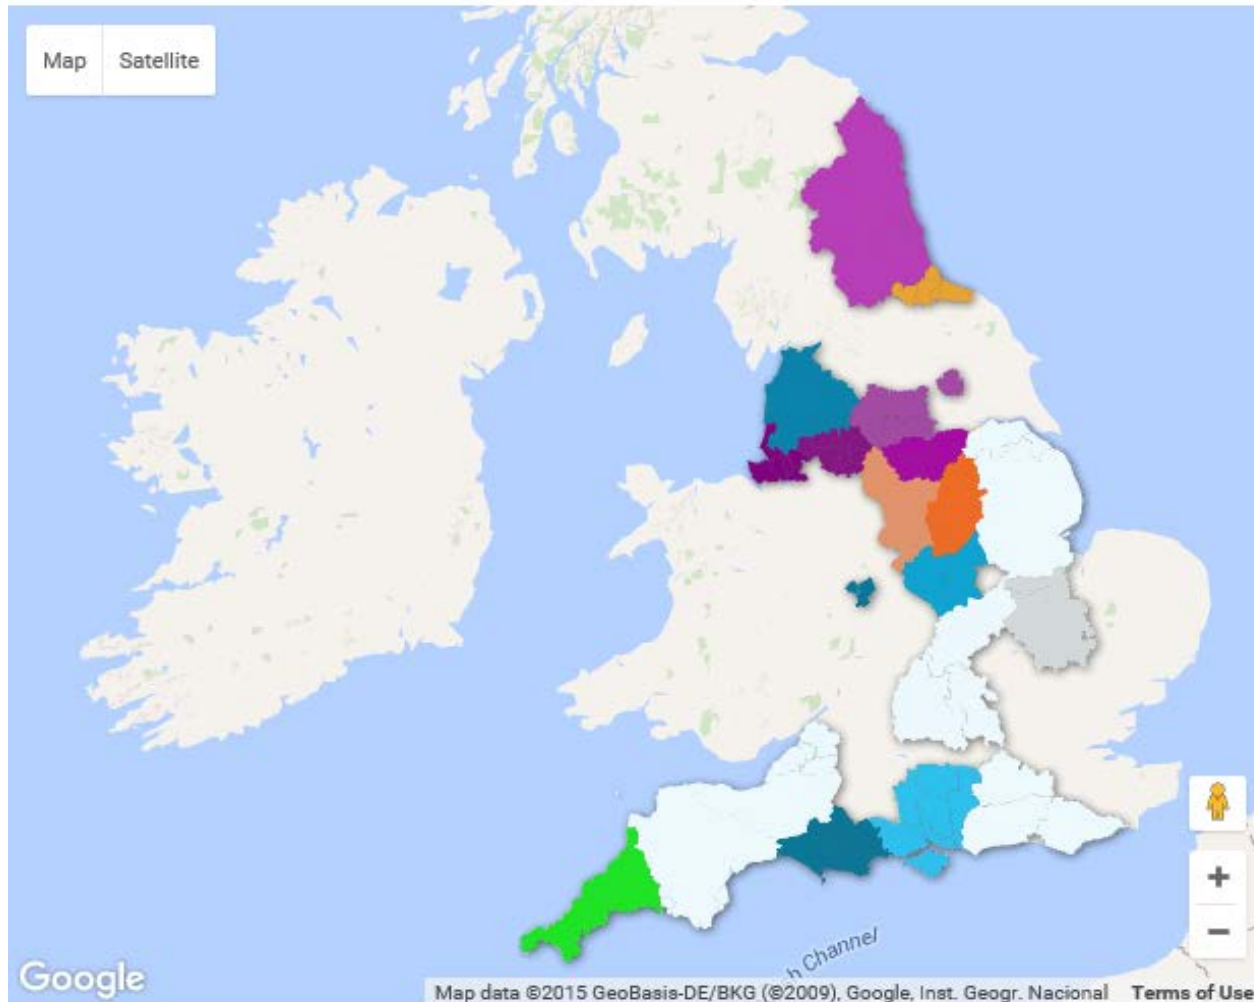 Map Satellite
h Channel
Google
Map data ©2015 GeoBasis-DE/BKG (©2009), Google, Inst. Geogr. Nacional Terms of Use